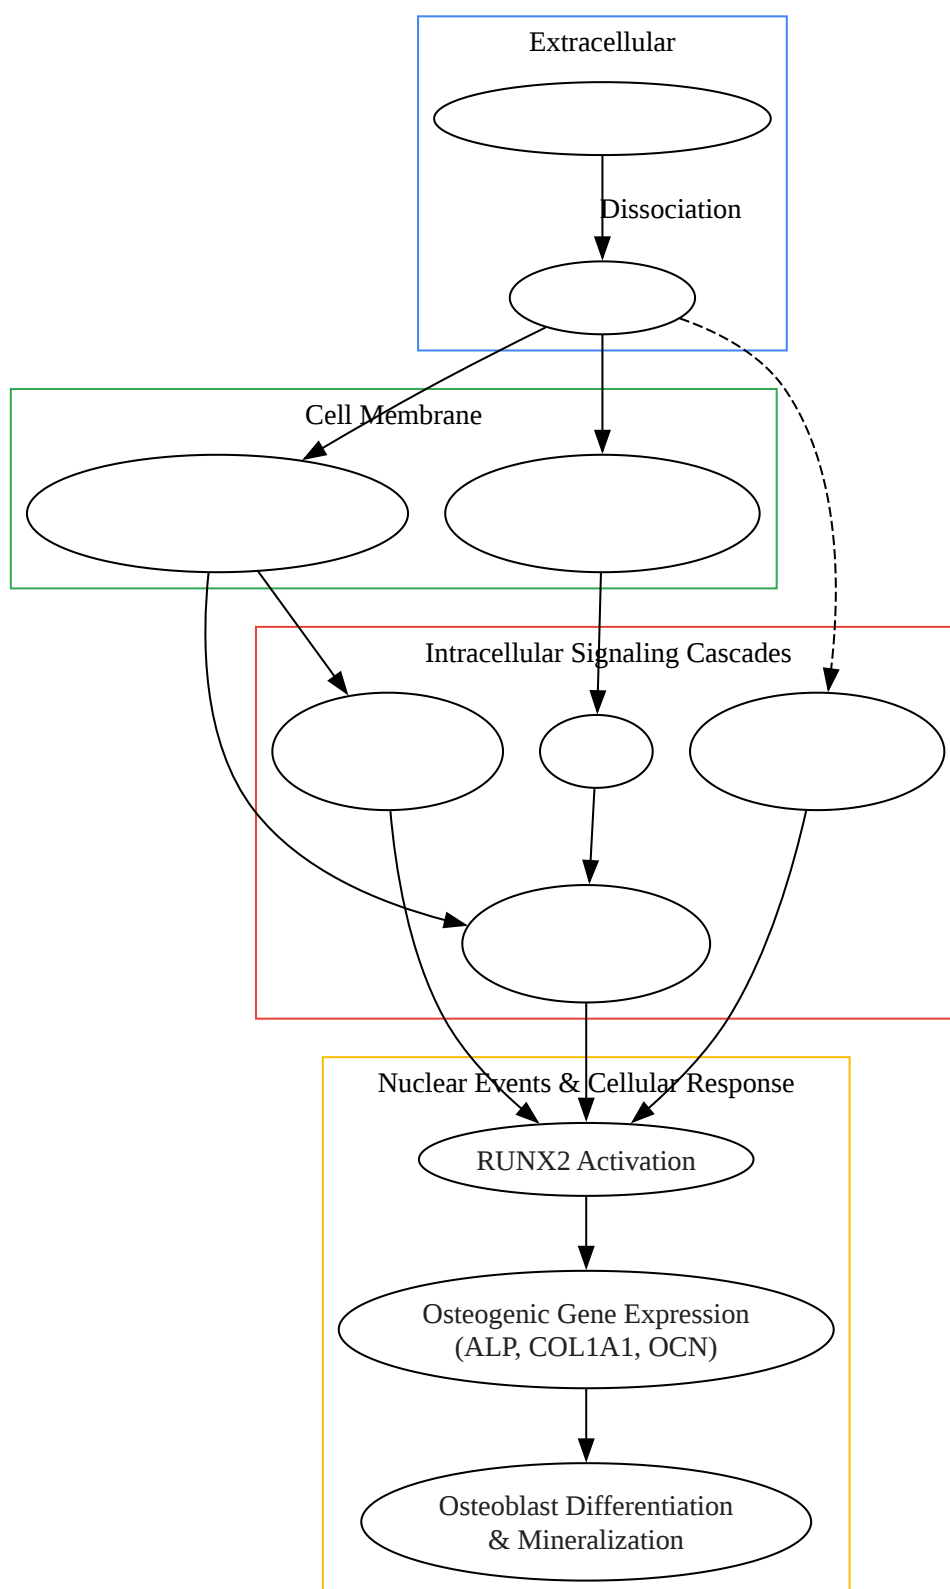 Extracellular
Dissociation
Cell Membrane
Intracellular Signaling Cascades
Nuclear Events & Cellular Response
RUNX2 Activation
Osteogenic Gene Expression
(ALP, COL1A1, OCN)
Osteoblast Differentiation
& Mineralization